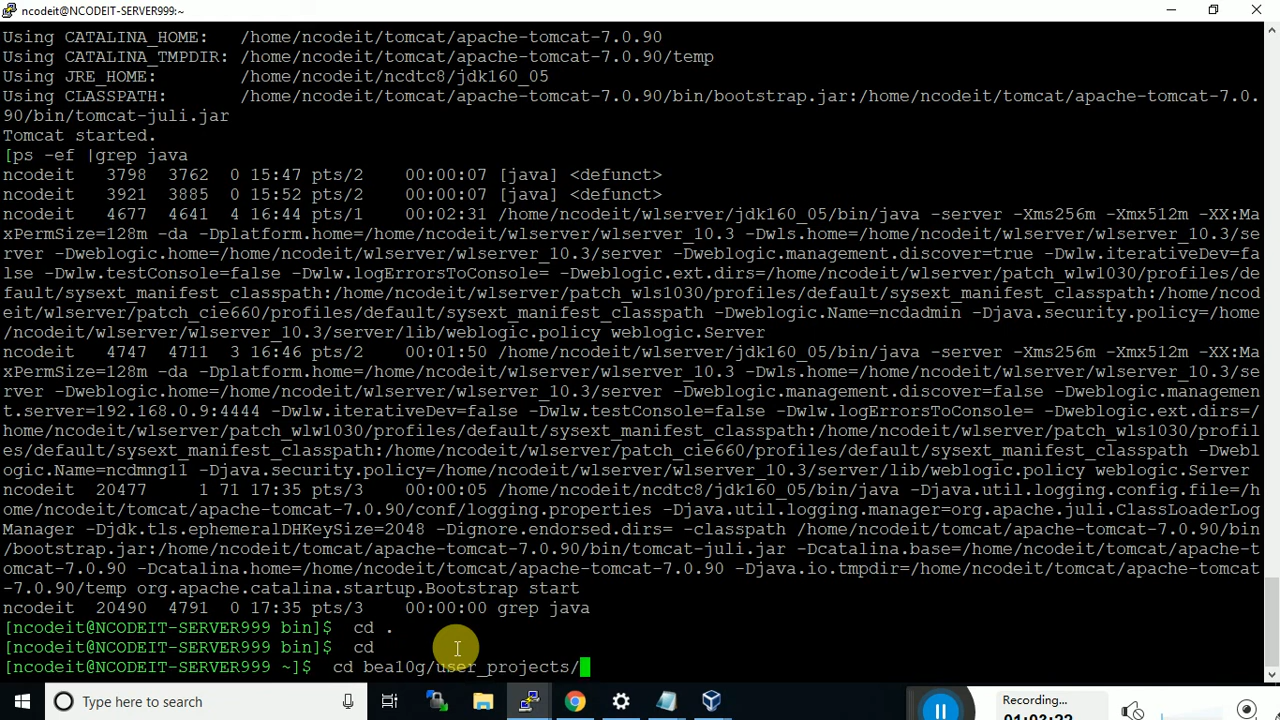 ncodeit@NCODEIT-SERVER999:~
Using CATALINA_HOME:   /home/ncodeit/tomcat/apache-tomcat-7.0.90
Using CATALINA_TMPDIR: /home/ncodeit/tomcat/apache-tomcat-7.0.90/temp
Using JRE_HOME:        /home/ncodeit/ncdtc8/jdk160_05
Using CLASSPATH:       /home/ncodeit/tomcat/apache-tomcat-7.0.90/bin/bootstrap.jar:/home/ncodeit/tomcat/apache-tomcat-7.0.
90/bin/tomcat-juli.jar
Tomcat started.
[ps -ef |grep java
ncodeit   3798  3762  0 15:47 pts/2    00:00:07 [java] <defunct>
ncodeit   3921  3885  0 15:52 pts/2    00:00:07 [java] <defunct>
ncodeit   4677  4641  4 16:44 pts/1    00:02:31 /home/ncodeit/wlserver/jdk160_05/bin/java -server -Xms256m -Xmx512m -XX:Ma
xPermSize=128m -da -Dplatform.home=/home/ncodeit/wlserver/wlserver_10.3 -Dwls.home=/home/ncodeit/wlserver/wlserver_10.3/se
rver -Dweblogic.home=/home/ncodeit/wlserver/wlserver_10.3/server -Dweblogic.management.discover=true -Dwlw.iterativeDev=fa
lse -Dwlw.testConsole=false -Dwlw.logErrorsToConsole= -Dweblogic.ext.dirs=/home/ncodeit/wlserver/patch_wlw1030/profiles/de
fault/sysext_manifest_classpath:/home/ncodeit/wlserver/patch_wls1030/profiles/default/sysext_manifest_classpath:/home/ncod
eit/wlserver/patch_cie660/profiles/default/sysext_manifest_classpath -Dweblogic.Name=ncdadmin -Djava.security.policy=/home
/ncodeit/wlserver/wlserver_10.3/server/lib/weblogic.policy weblogic.Server
ncodeit   4747  4711  3 16:46 pts/2    00:01:50 /home/ncodeit/wlserver/jdk160_05/bin/java -server -Xms256m -Xmx512m -XX:Ma
xPermSize=128m -da -Dplatform.home=/home/ncodeit/wlserver/wlserver_10.3 -Dwls.home=/home/ncodeit/wlserver/wlserver_10.3/se
rver -Dweblogic.home=/home/ncodeit/wlserver/wlserver_10.3/server -Dweblogic.management.discover=false -Dweblogic.managemen
t.server=192.168.0.9:4444 -Dwlw.iterativeDev=false -Dwlw.testConsole=false -Dwlw.logErrorsToConsole= -Dweblogic.ext.dirs=/
home/ncodeit/wlserver/patch_wlw1030/profiles/default/sysext_manifest_classpath:/home/ncodeit/wlserver/patch_wls1030/profil
es/default/sysext_manifest_classpath:/home/ncodeit/wlserver/patch_cie660/profiles/default/sysext_manifest_classpath -Dwebl
ogic.Name=ncdmng11 -Djava.security.policy=/home/ncodeit/wlserver/wlserver_10.3/server/lib/weblogic.policy weblogic.Server
ncodeit  20477     1 71 17:35 pts/3    00:00:05 /home/ncodeit/ncdtc8/jdk160_05/bin/java -Djava.util.logging.config.file=/h
ome/ncodeit/tomcat/apache-tomcat-7.0.90/conf/logging.properties -Djava.util.logging.manager=org.apache.juli.ClassLoaderLog
Manager -Djdk.tls.ephemeralDHKeySize=2048 -Dignore.endorsed.dirs= -classpath /home/ncodeit/tomcat/apache-tomcat-7.0.90/bin
/bootstrap.jar:/home/ncodeit/tomcat/apache-tomcat-7.0.90/bin/tomcat-juli.jar -Dcatalina.base=/home/ncodeit/tomcat/apache-t
omcat-7.0.90 -Dcatalina.home=/home/ncodeit/tomcat/apache-tomcat-7.0.90 -Djava.io.tmpdir=/home/ncodeit/tomcat/apache-tomcat
-7.0.90/temp org.apache.catalina.startup.Bootstrap start
ncodeit  20490  4791  0 17:35 pts/3    00:00:00 grep java
[ncodeit@NCODEIT-SERVER999 bin]$  cd .
[ncodeit@NCODEIT-SERVER999 bin]$  cd
[ncodeit@NCODEIT-SERVER999 ~]$  cd bea10g/user_projects/
Type here to search
Recording...
01:03:22